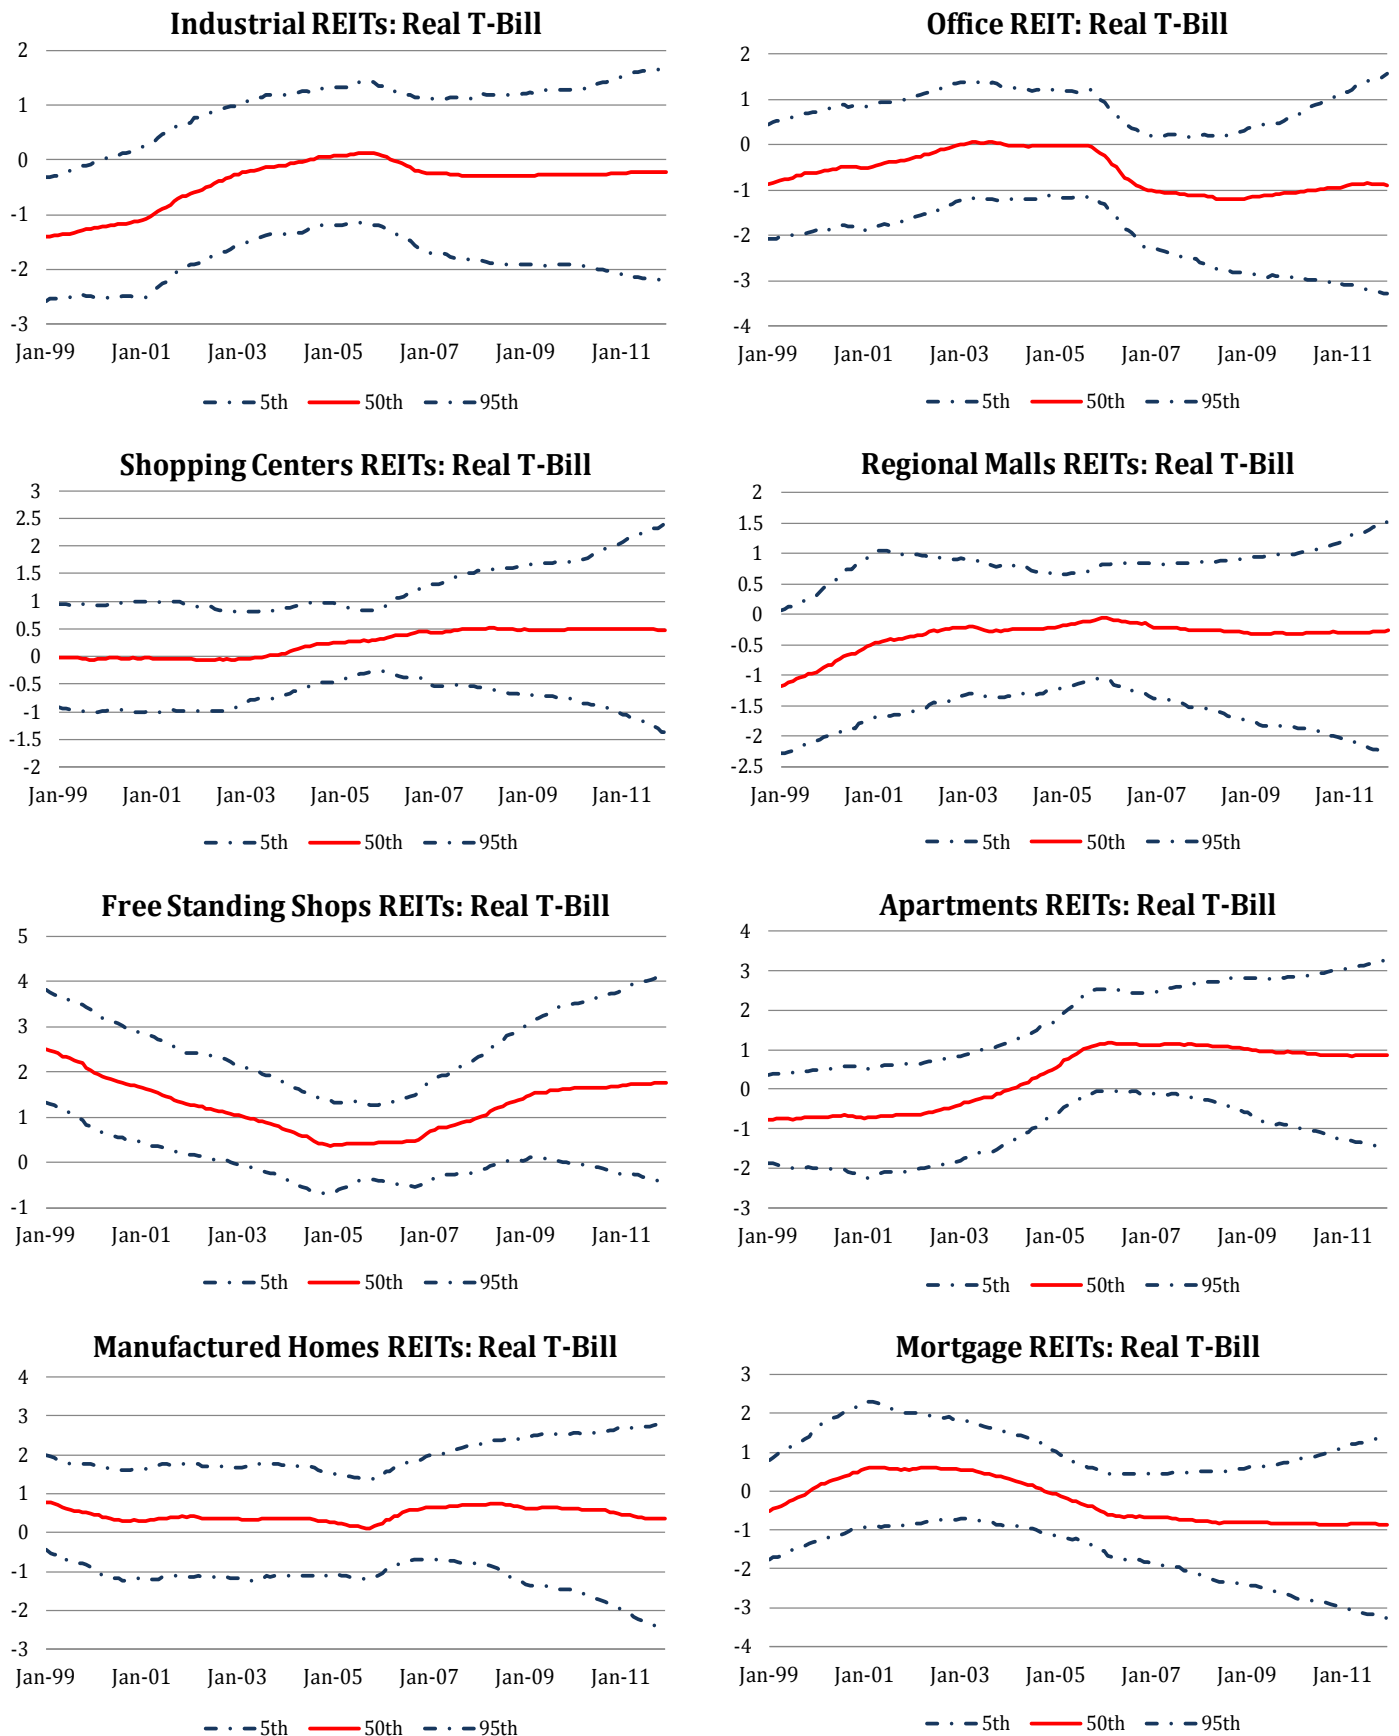 Industrial REITs: Real T-Bill
2
1
0
-1
-2
-3
Jan-99 Jan-01 Jan-03 Jan-05 Jan-07 Jan-09 Jan-11
5th 50th 95th
Office REIT: Real T-Bill
2
1
0
-1
-2
-3
-4
Jan-99 Jan-01 Jan-03 Jan-05 Jan-07 Jan-09 Jan-11
5th 50th 95th
Shopping Centers REITs: Real T-Bill
3
2.5
2
1.5
1
0.5
0
-0.5
-1
-1.5
-2
Jan-99 Jan-01 Jan-03 Jan-05 Jan-07 Jan-09 Jan-11
5th 50th 95th
Regional Malls REITs: Real T-Bill
2
1.5
1
0.5
0
-0.5
-1
-1.5
-2
-2.5
Jan-99 Jan-01 Jan-03 Jan-05 Jan-07 Jan-09 Jan-11
5th 50th 95th
Free Standing Shops REITs: Real T-Bill
5
4
3
2
1
0
-1
Jan-99 Jan-01 Jan-03 Jan-05 Jan-07 Jan-09 Jan-11
5th 50th 95th
Apartments REITs: Real T-Bill
4
3
2
1
0
-1
-2
-3
Jan-99 Jan-01 Jan-03 Jan-05 Jan-07 Jan-09 Jan-11
5th 50th 95th
Manufactured Homes REITs: Real T-Bill
4
3
2
1
0
-1
-2
-3
Jan-99 Jan-01 Jan-03 Jan-05 Jan-07 Jan-09 Jan-11
5th 50th 95th
Mortgage REITs: Real T-Bill
3
2
1
0
-1
-2
-3
-4
Jan-99 Jan-01 Jan-03 Jan-05 Jan-07 Jan-09 Jan-11
5th 50th 95th